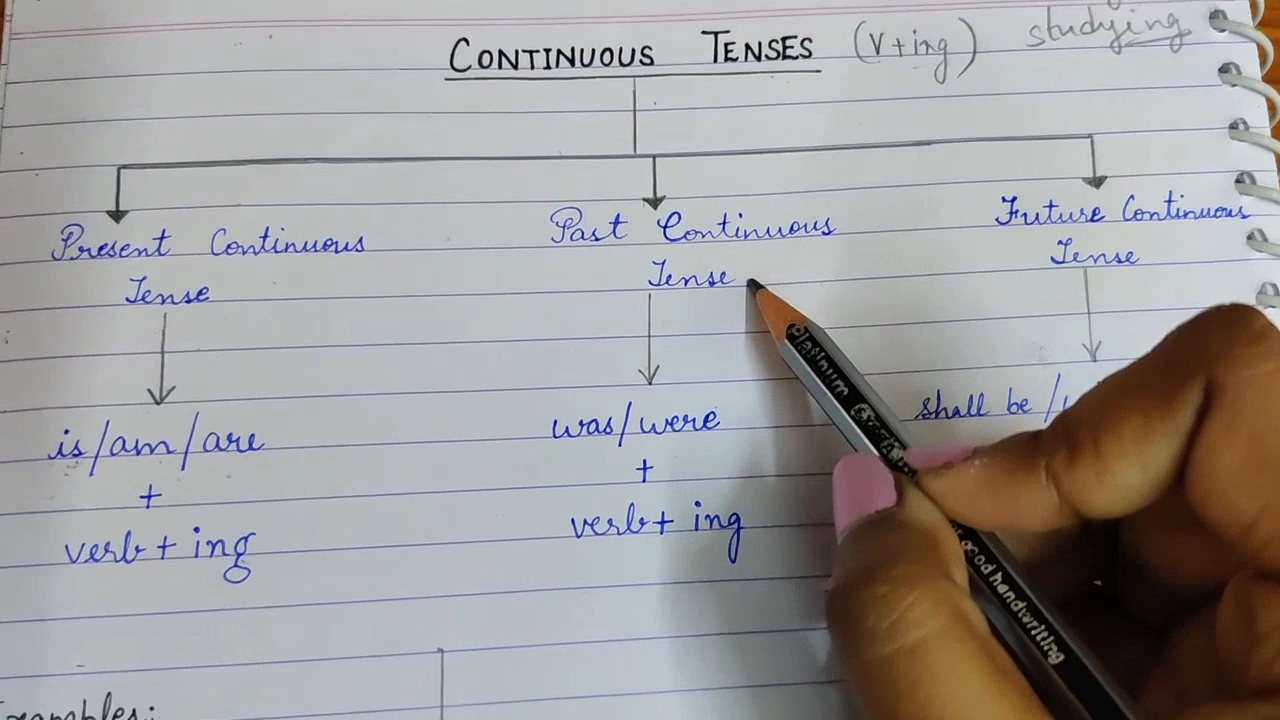 CONTINUOUS TENSES (V+ing) studying
Present Continuous
Tense
Past Continuous
Tense
Future Continuous
Tense
is/am/are
+
verb + ing
was/were
+
verb + ing
shall be /
Platinum
good handwriting